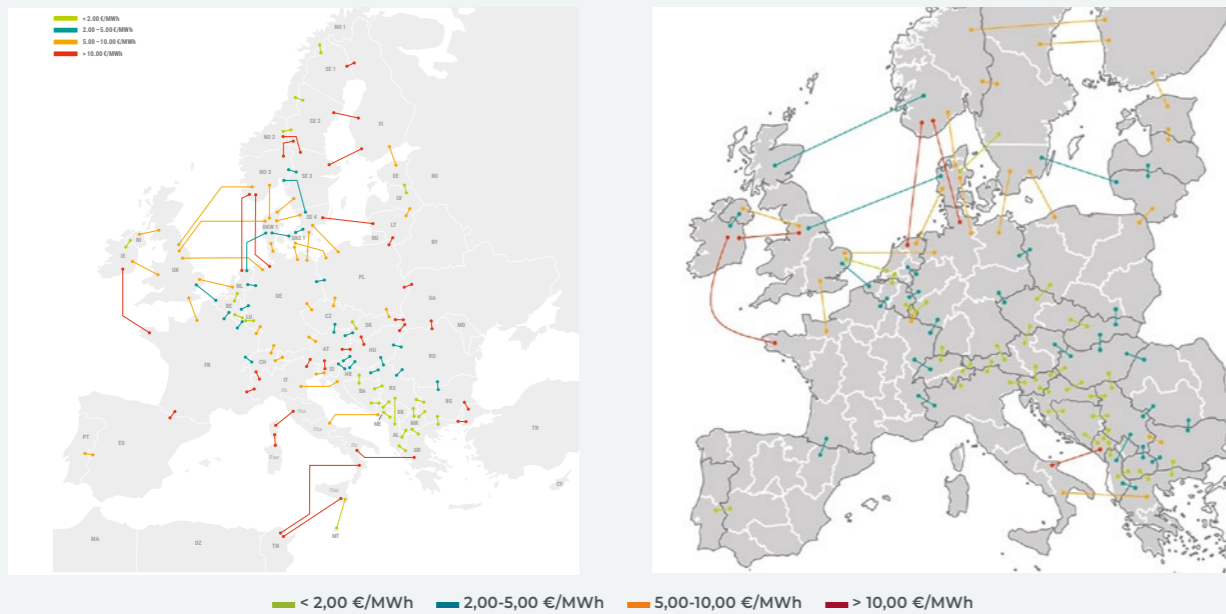 < 2.00 €/MWh
2.00 – 5.00 €/MWh
5.00 – 10.00 €/MWh
> 10.00 €/MWh
NO 1
SE 1
SE 2
FI
NO 2
NO 3
SE 3
EE
RU
LV
SE 4
LT
DKW 1
DKE 1
RU
BY
NI
IE
UK
NL
PL
BE
DE
UA
LU
CZ
SK
MD
FR
AT
HU
CH
SI
RO
HR
IT
BA
RS
BG
ME
MK
PT
ES
AL
GR
TR
CY
MA
DZ
TN
MT
< 2,00 €/MWh 2,00-5,00 €/MWh 5,00-10,00 €/MWh > 10,00 €/MWh